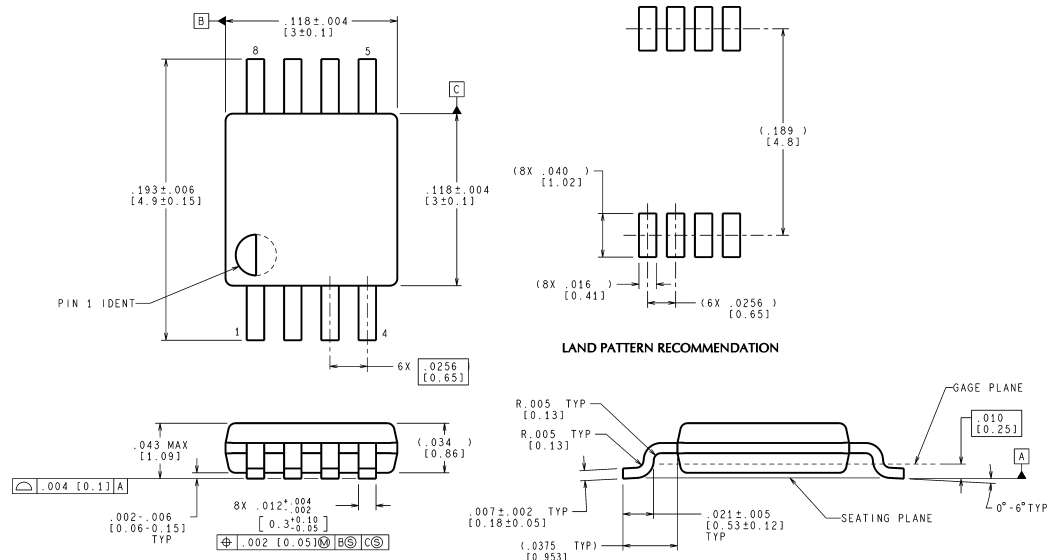 B
.118±.004
[3±0.1]
8
5
C
.193±.006
[4.9±0.15]
.118±.004
[3±0.1]
PIN 1 IDENT
1
4
6X .0256
[0.65]
(.189 )
[4.8]
(8X .040 )
[1.02]
(8X .016 )
[0.41]
(6X .0256 )
[0.65]
LAND PATTERN RECOMMENDATION
.043 MAX
[1.09]
(.034 )
[0.86]
.004 [0.1] A
.002-.006
[0.06-0.15]
TYP
8X .012+.004
-.002
[0.3+0.10
-0.05]
⌖ .002 [0.05]Ⓜ BⓈ CⓈ
R.005 TYP
[0.13]
R.005 TYP
[0.13]
GAGE PLANE
.010
[0.25]
A
0°-6° TYP
SEATING PLANE
.007±.002 TYP
[0.18±0.05]
.021±.005
[0.53±0.12]
TYP
(.0375 TYP)
[0.953]